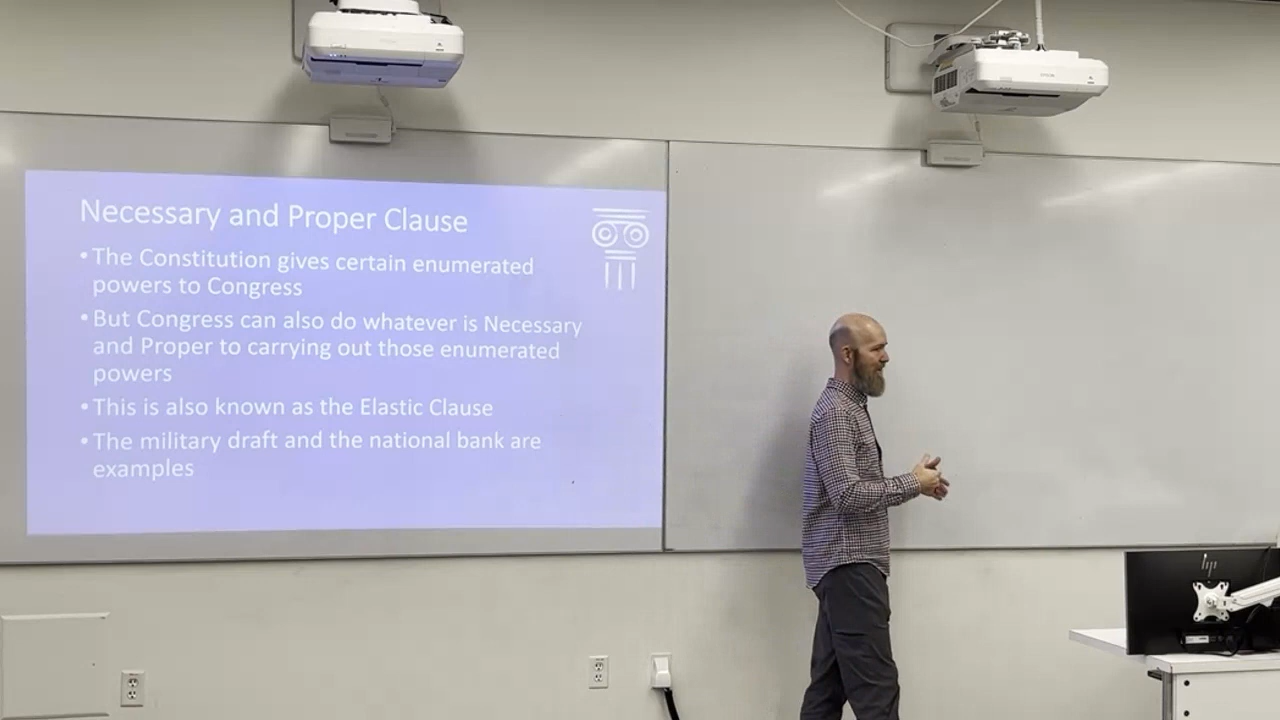 Necessary and Proper Clause
•The Constitution gives certain enumerated
powers to Congress
•But Congress can also do whatever is Necessary
and Proper to carrying out those enumerated
powers
•This is also known as the Elastic Clause
•The military draft and the national bank are
examples
EPSON
hp